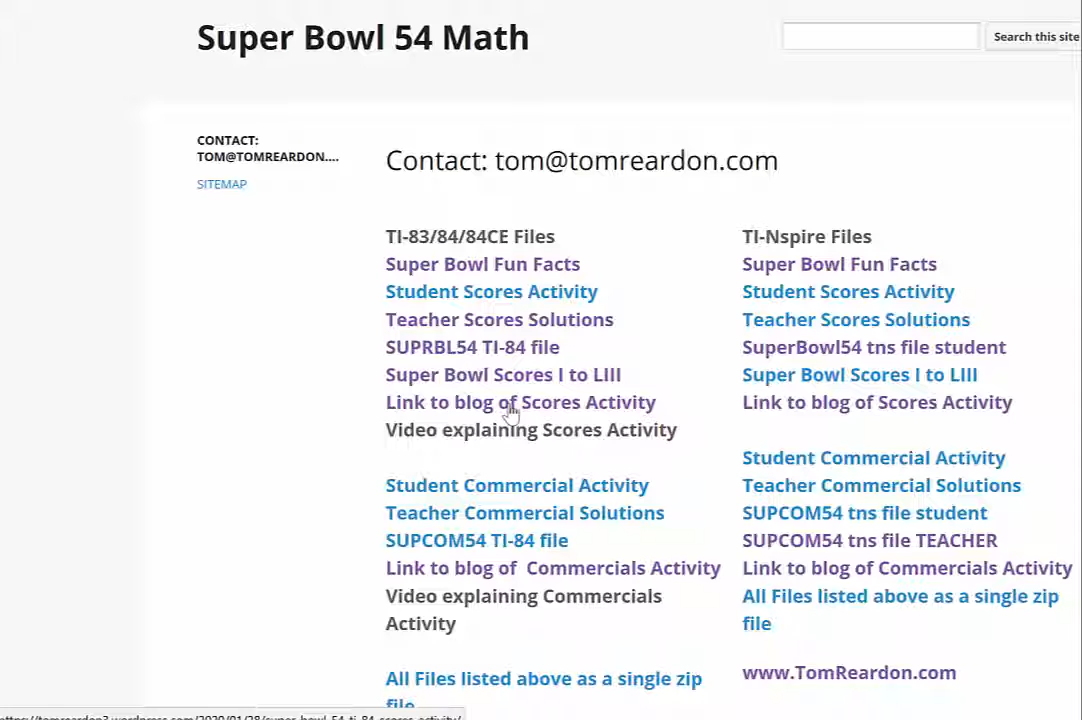 Super Bowl 54 Math
Search this site
CONTACT:
TOM@TOMREARDON....
SITEMAP
Contact: tom@tomreardon.com
TI-83/84/84CE Files
Super Bowl Fun Facts
Student Scores Activity
Teacher Scores Solutions
SUPRBL54 TI-84 file
Super Bowl Scores I to LIII
Link to blog of Scores Activity
Video explaining Scores Activity
Student Commercial Activity
Teacher Commercial Solutions
SUPCOM54 TI-84 file
Link to blog of  Commercials Activity
Video explaining Commercials
Activity
All Files listed above as a single zip
file
TI-Nspire Files
Super Bowl Fun Facts
Student Scores Activity
Teacher Scores Solutions
SuperBowl54 tns file student
Super Bowl Scores I to LIII
Link to blog of Scores Activity
Student Commercial Activity
Teacher Commercial Solutions
SUPCOM54 tns file student
SUPCOM54 tns file TEACHER
Link to blog of Commercials Activity
All Files listed above as a single zip
file
www.TomReardon.com